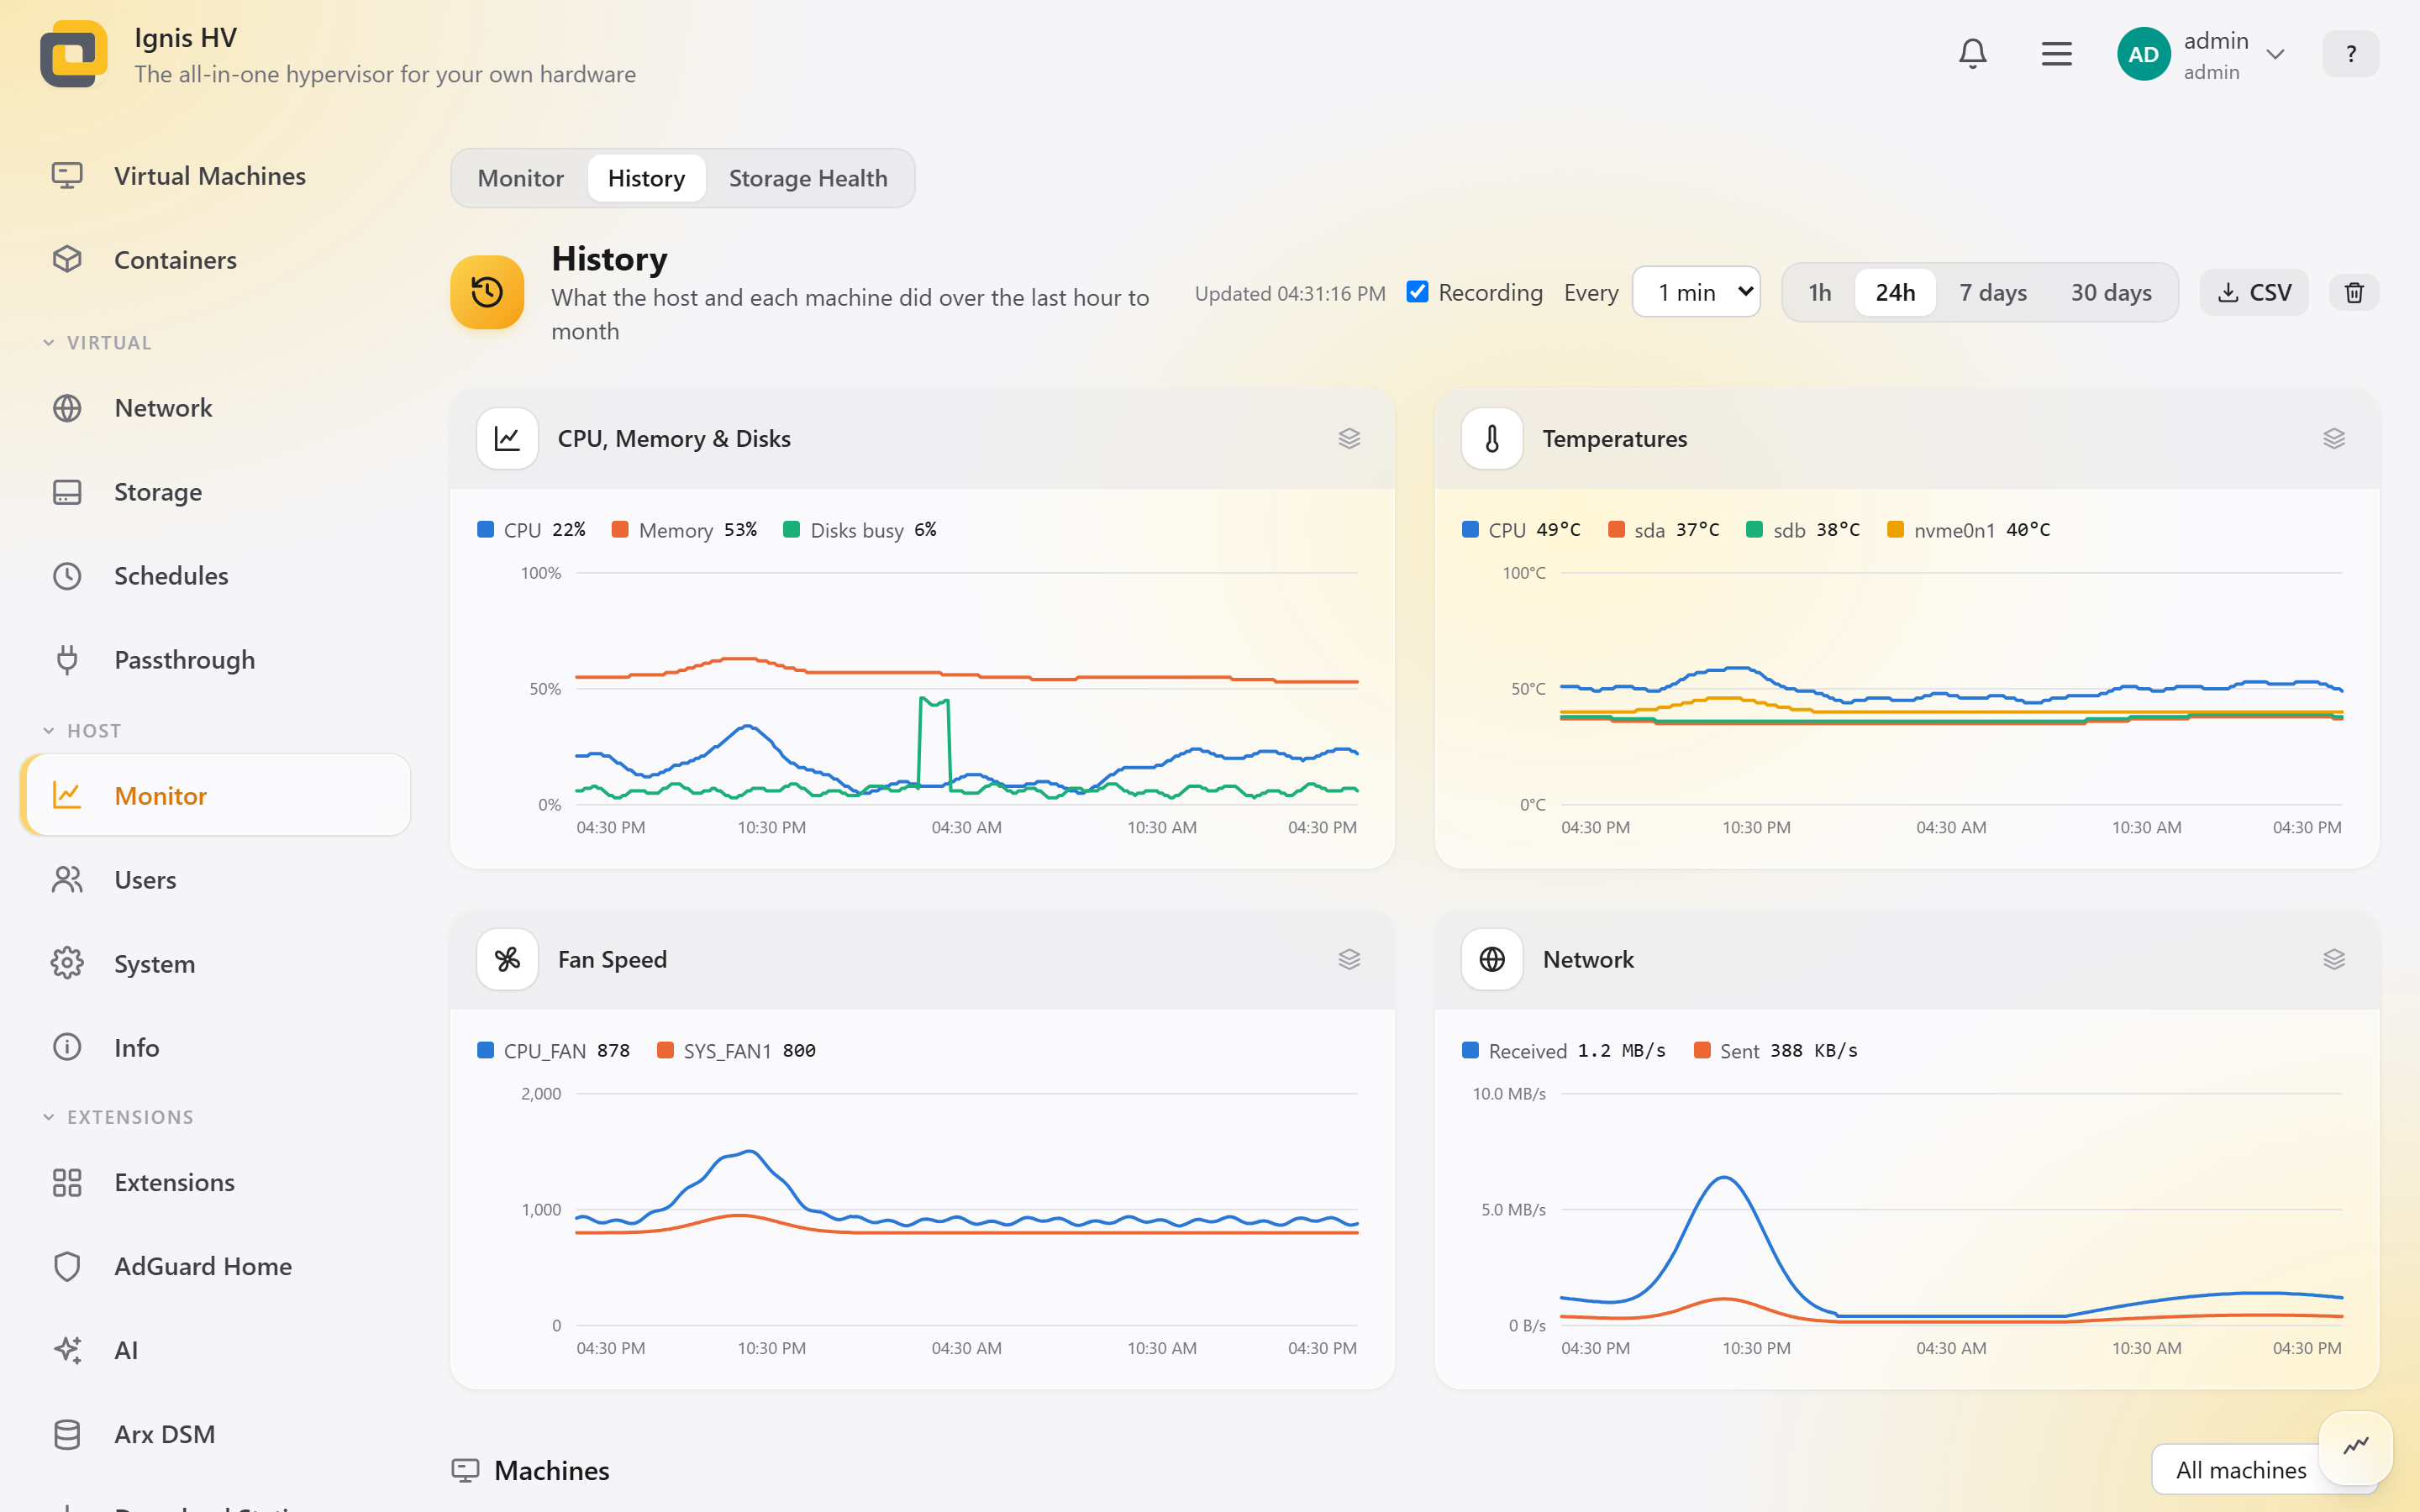 Ignis HV
The all-in-one hypervisor for your own hardware
AD
admin
admin
?
Virtual Machines
Containers
VIRTUAL
Network
Storage
Schedules
Passthrough
HOST
Monitor
Users
System
Info
EXTENSIONS
Extensions
AdGuard Home
AI
Arx DSM
Monitor
History
Storage Health
History
What the host and each machine did over the last hour to
month
Updated 04:31:16 PM
Recording
Every
1 min
1h
24h
7 days
30 days
CSV
CPU, Memory & Disks
CPU 22%
Memory 53%
Disks busy 6%
100%
50%
0%
04:30 PM
10:30 PM
04:30 AM
10:30 AM
04:30 PM
Temperatures
CPU 49°C
sda 37°C
sdb 38°C
nvme0n1 40°C
100°C
50°C
0°C
04:30 PM
10:30 PM
04:30 AM
10:30 AM
04:30 PM
Fan Speed
CPU_FAN 878
SYS_FAN1 800
2,000
1,000
0
04:30 PM
10:30 PM
04:30 AM
10:30 AM
04:30 PM
Network
Received 1.2 MB/s
Sent 388 KB/s
10.0 MB/s
5.0 MB/s
0 B/s
04:30 PM
10:30 PM
04:30 AM
10:30 AM
04:30 PM
Machines
All machines